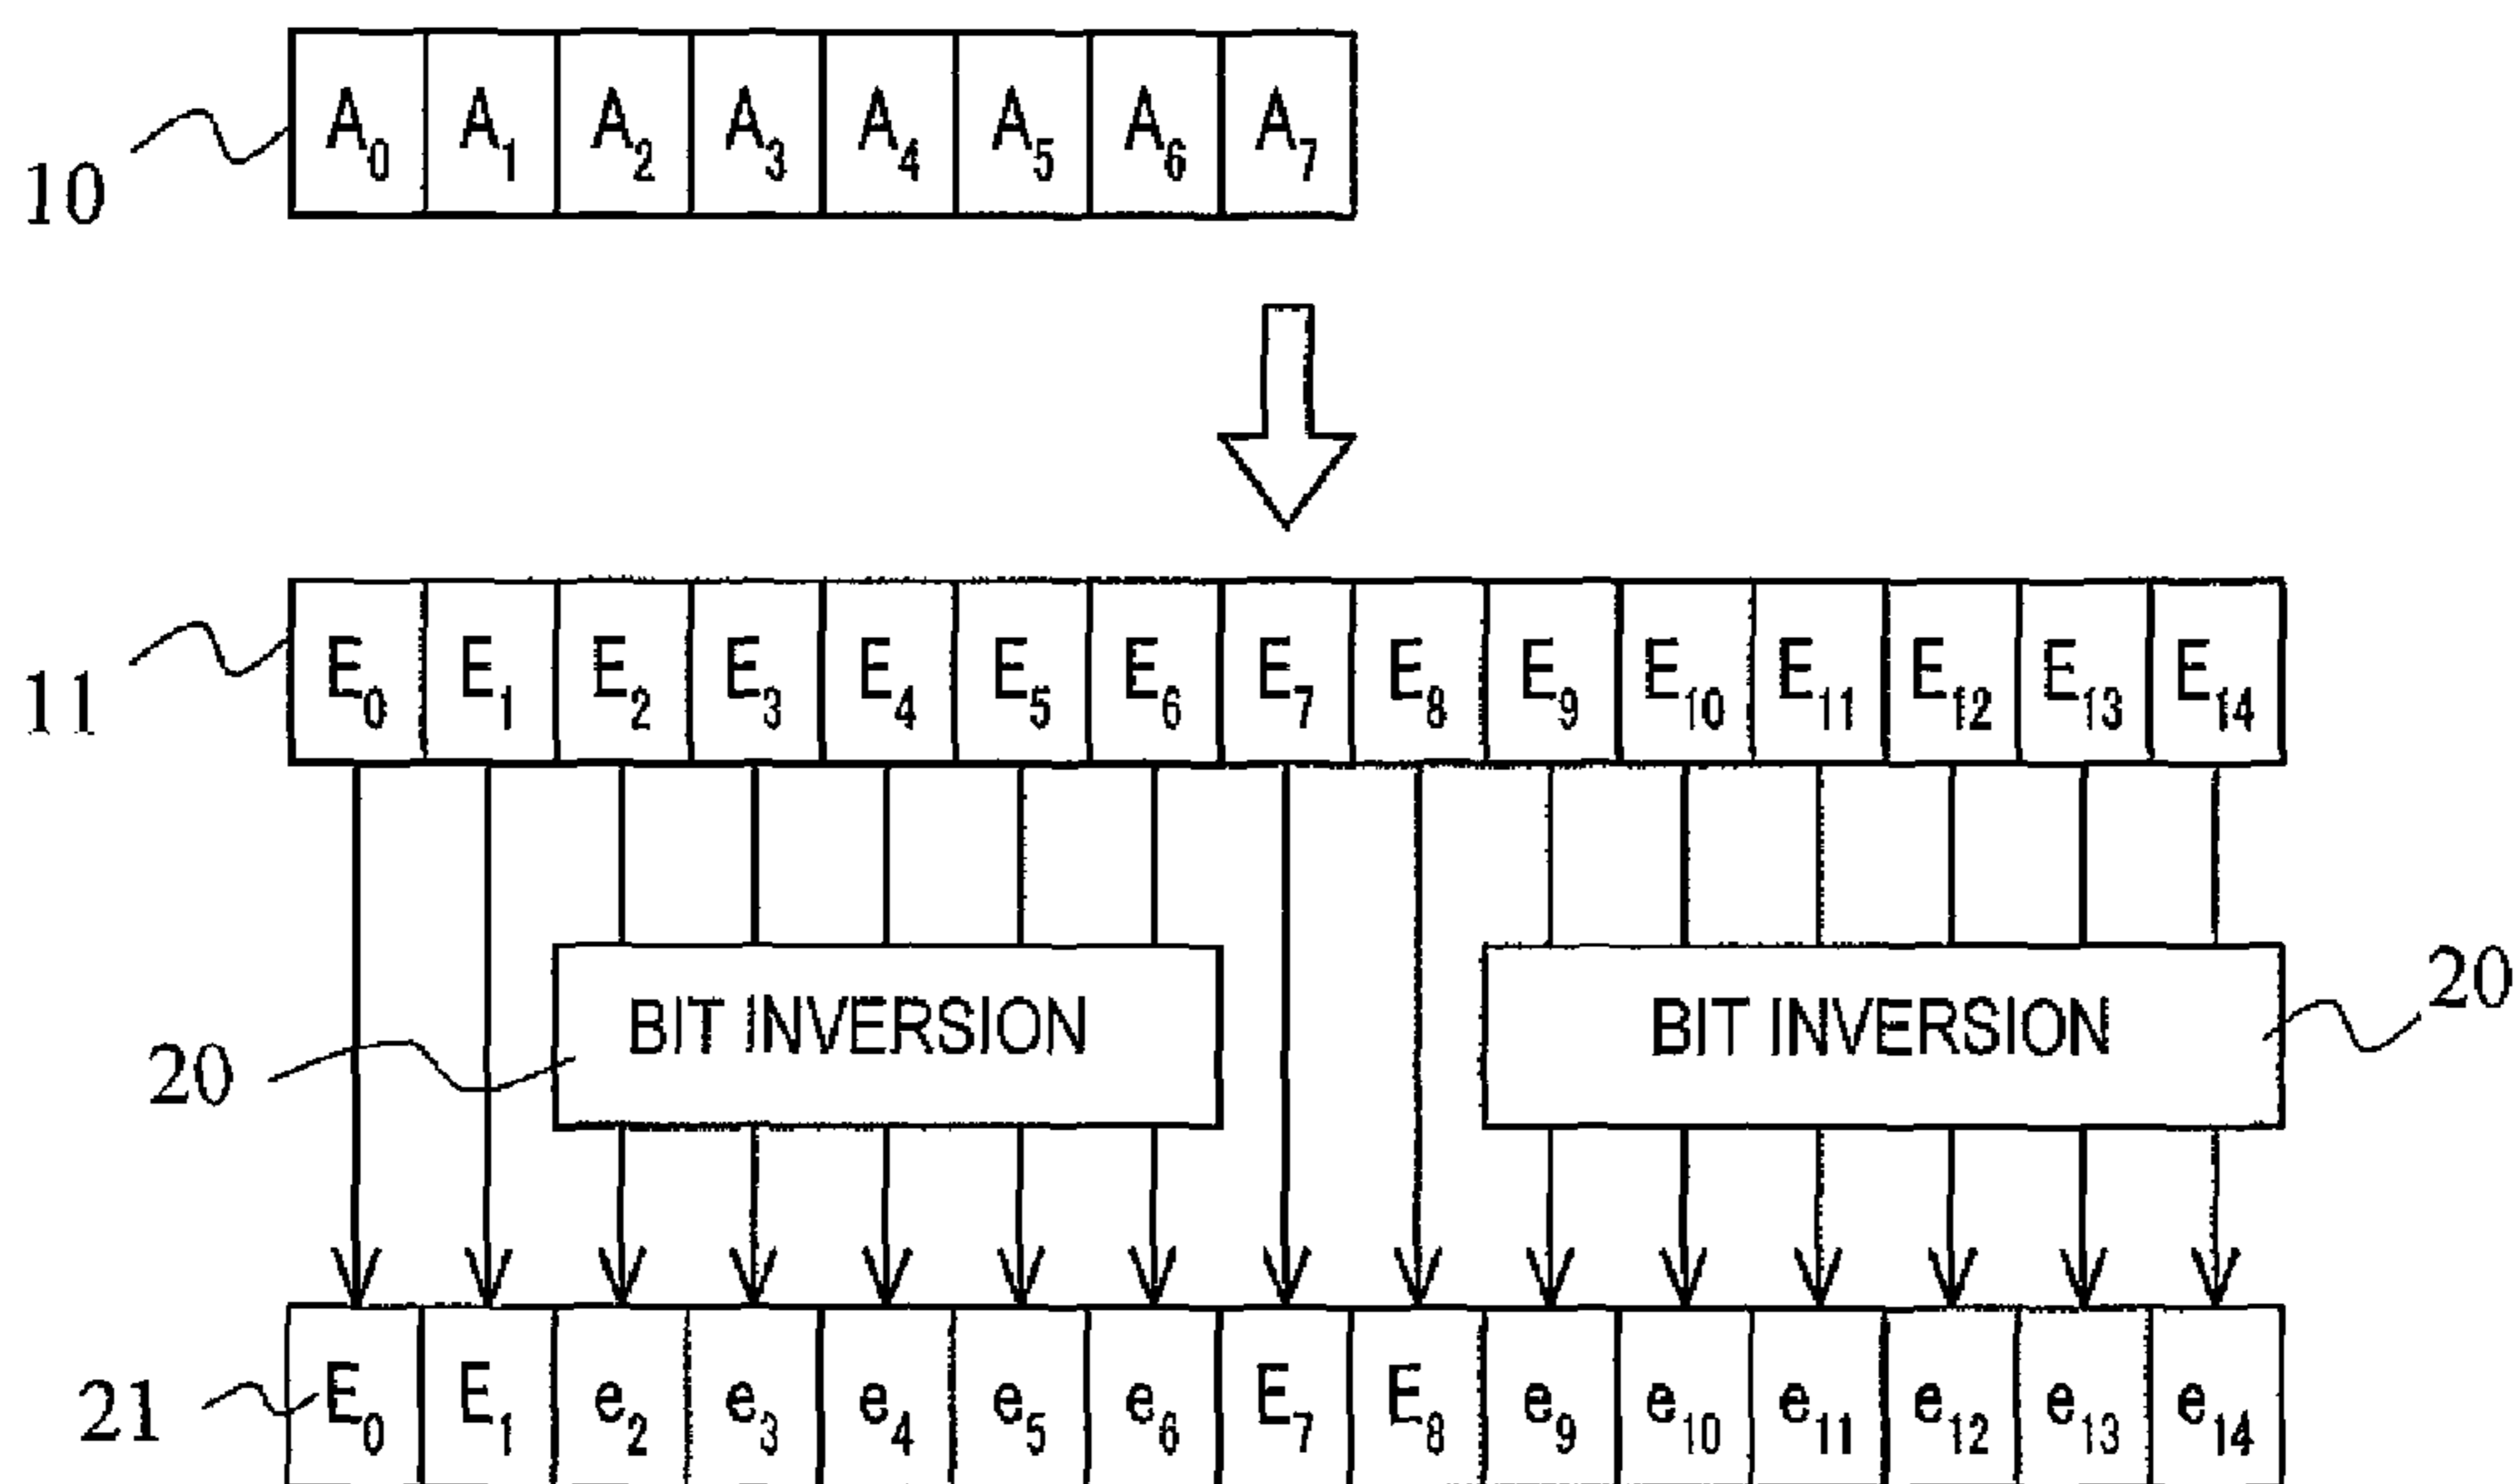 A0 A1 A2 A3 A4 A5 A6 A7
10
E0 E1 E2 E3 E4 E5 E6 E7 E8 E9 E10 E11 E12 E13 E14
11
BIT INVERSION BIT INVERSION 20
20
21 E0 E1 e2 e3 e4 e5 e6 E7 E8 e9 e10 e11 e12 e13 e14